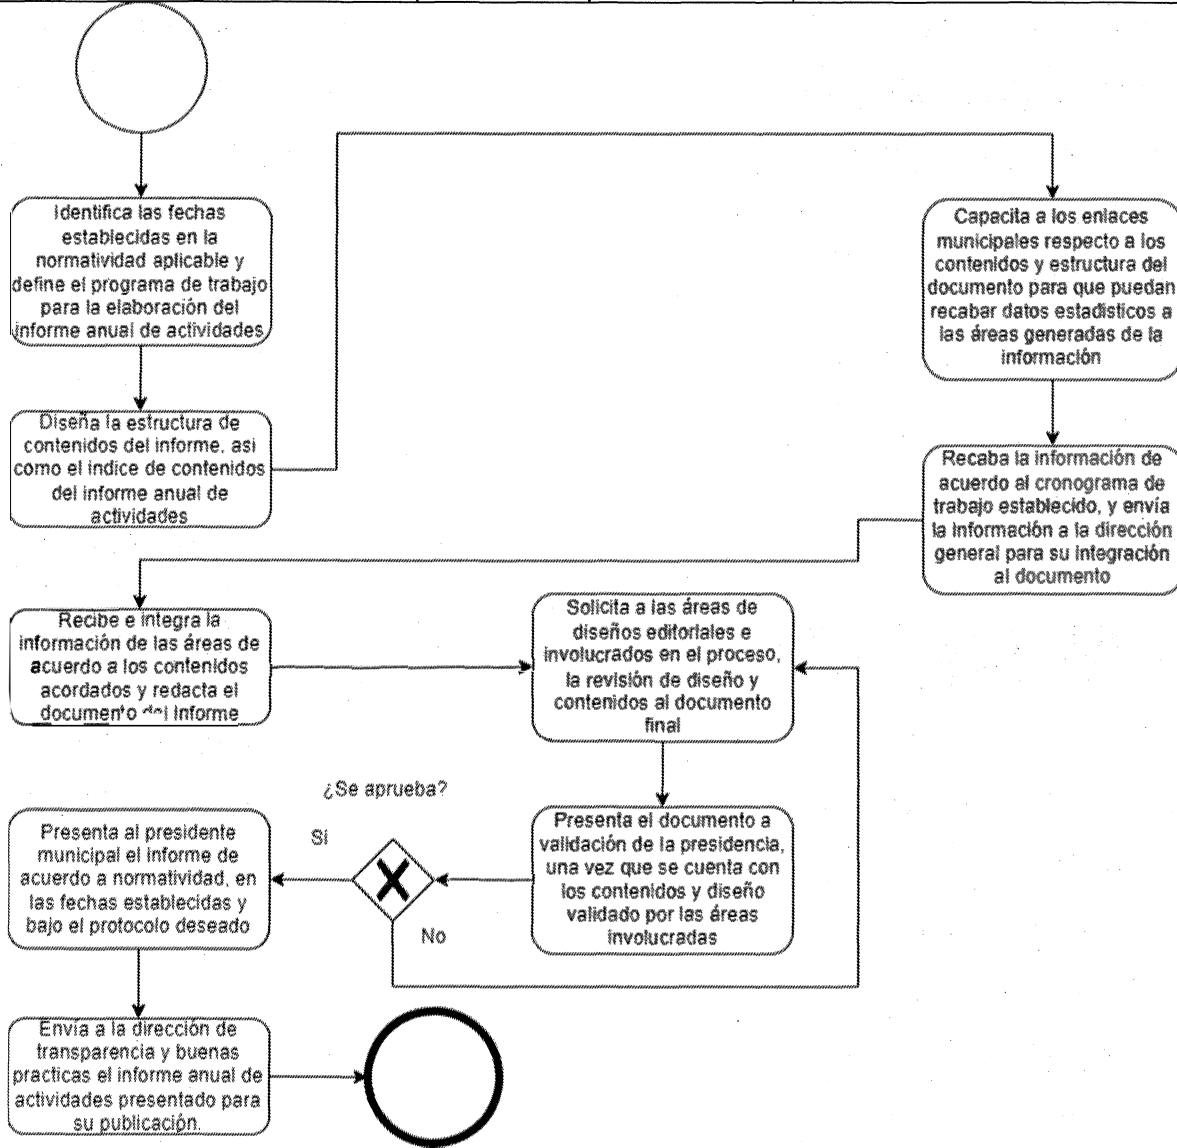 Identifica las fechas
establecidas en la
normatividad aplicable y
define el programa de trabajo
para la elaboración del
informe anual de actividades
Diseña la estructura de
contenidos del informe, asi
como el indice de contenidos
del informe anual de
actividades
Capacita a los enlaces
municipales respecto a los
contenidos y estructura del
documento para que puedan
recabar datos estadísticos a
las áreas generadas de la
información
Recaba la información de
acuerdo al cronograma de
trabajo establecido, y envía
la información a la dirección
general para su integración
al documento
Recibe e integra la
información de las áreas de
acuerdo a los contenidos
acordados y redacta el
documento del informe
Solicita a las áreas de
diseños editoriales e
involucrados en el proceso,
la revisión de diseño y
contenidos al documento
final
Presenta el documento a
validación de la presidencia,
una vez que se cuenta con
los contenidos y diseño
validado por las áreas
involucradas
¿Se aprueba?
Si
No
Presenta al presidente
municipal el informe de
acuerdo a normatividad, en
las fechas establecidas y
bajo el protocolo deseado
Envía a la dirección de
transparencia y buenas
practicas el informe anual de
actividades presentado para
su publicación.